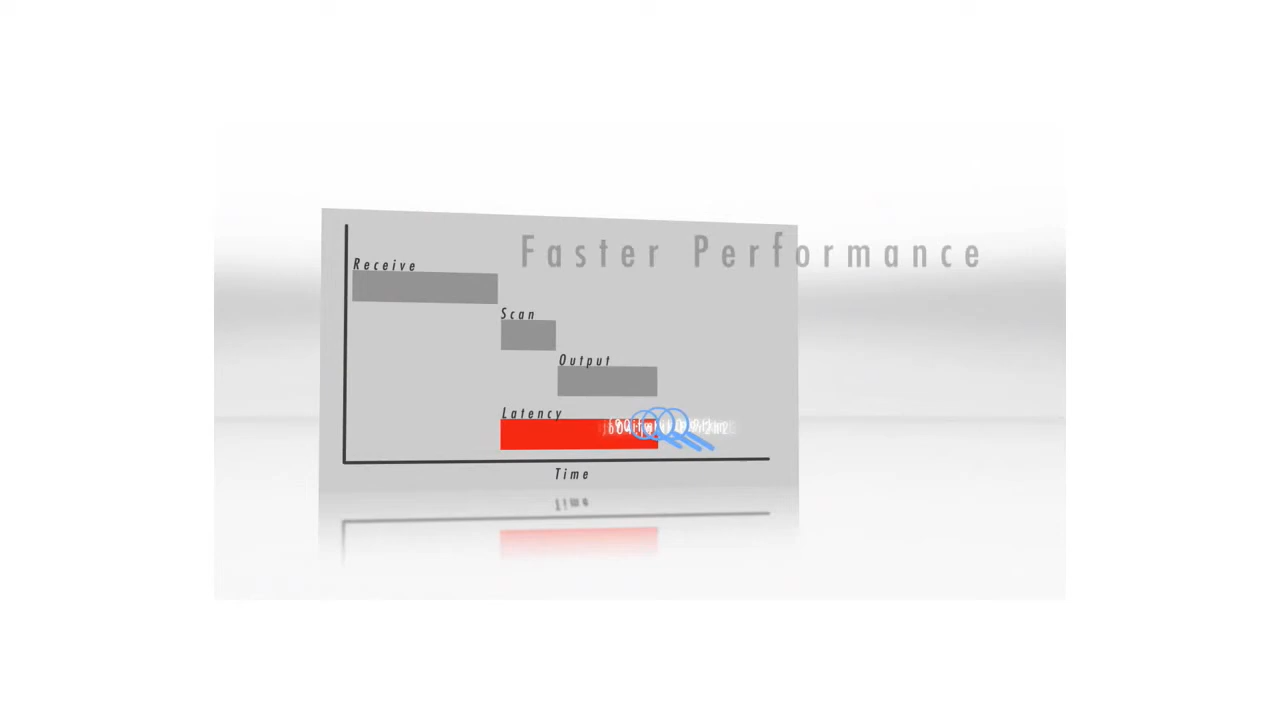 Faster Performance
Receive
Scan
Output
Latency
Time